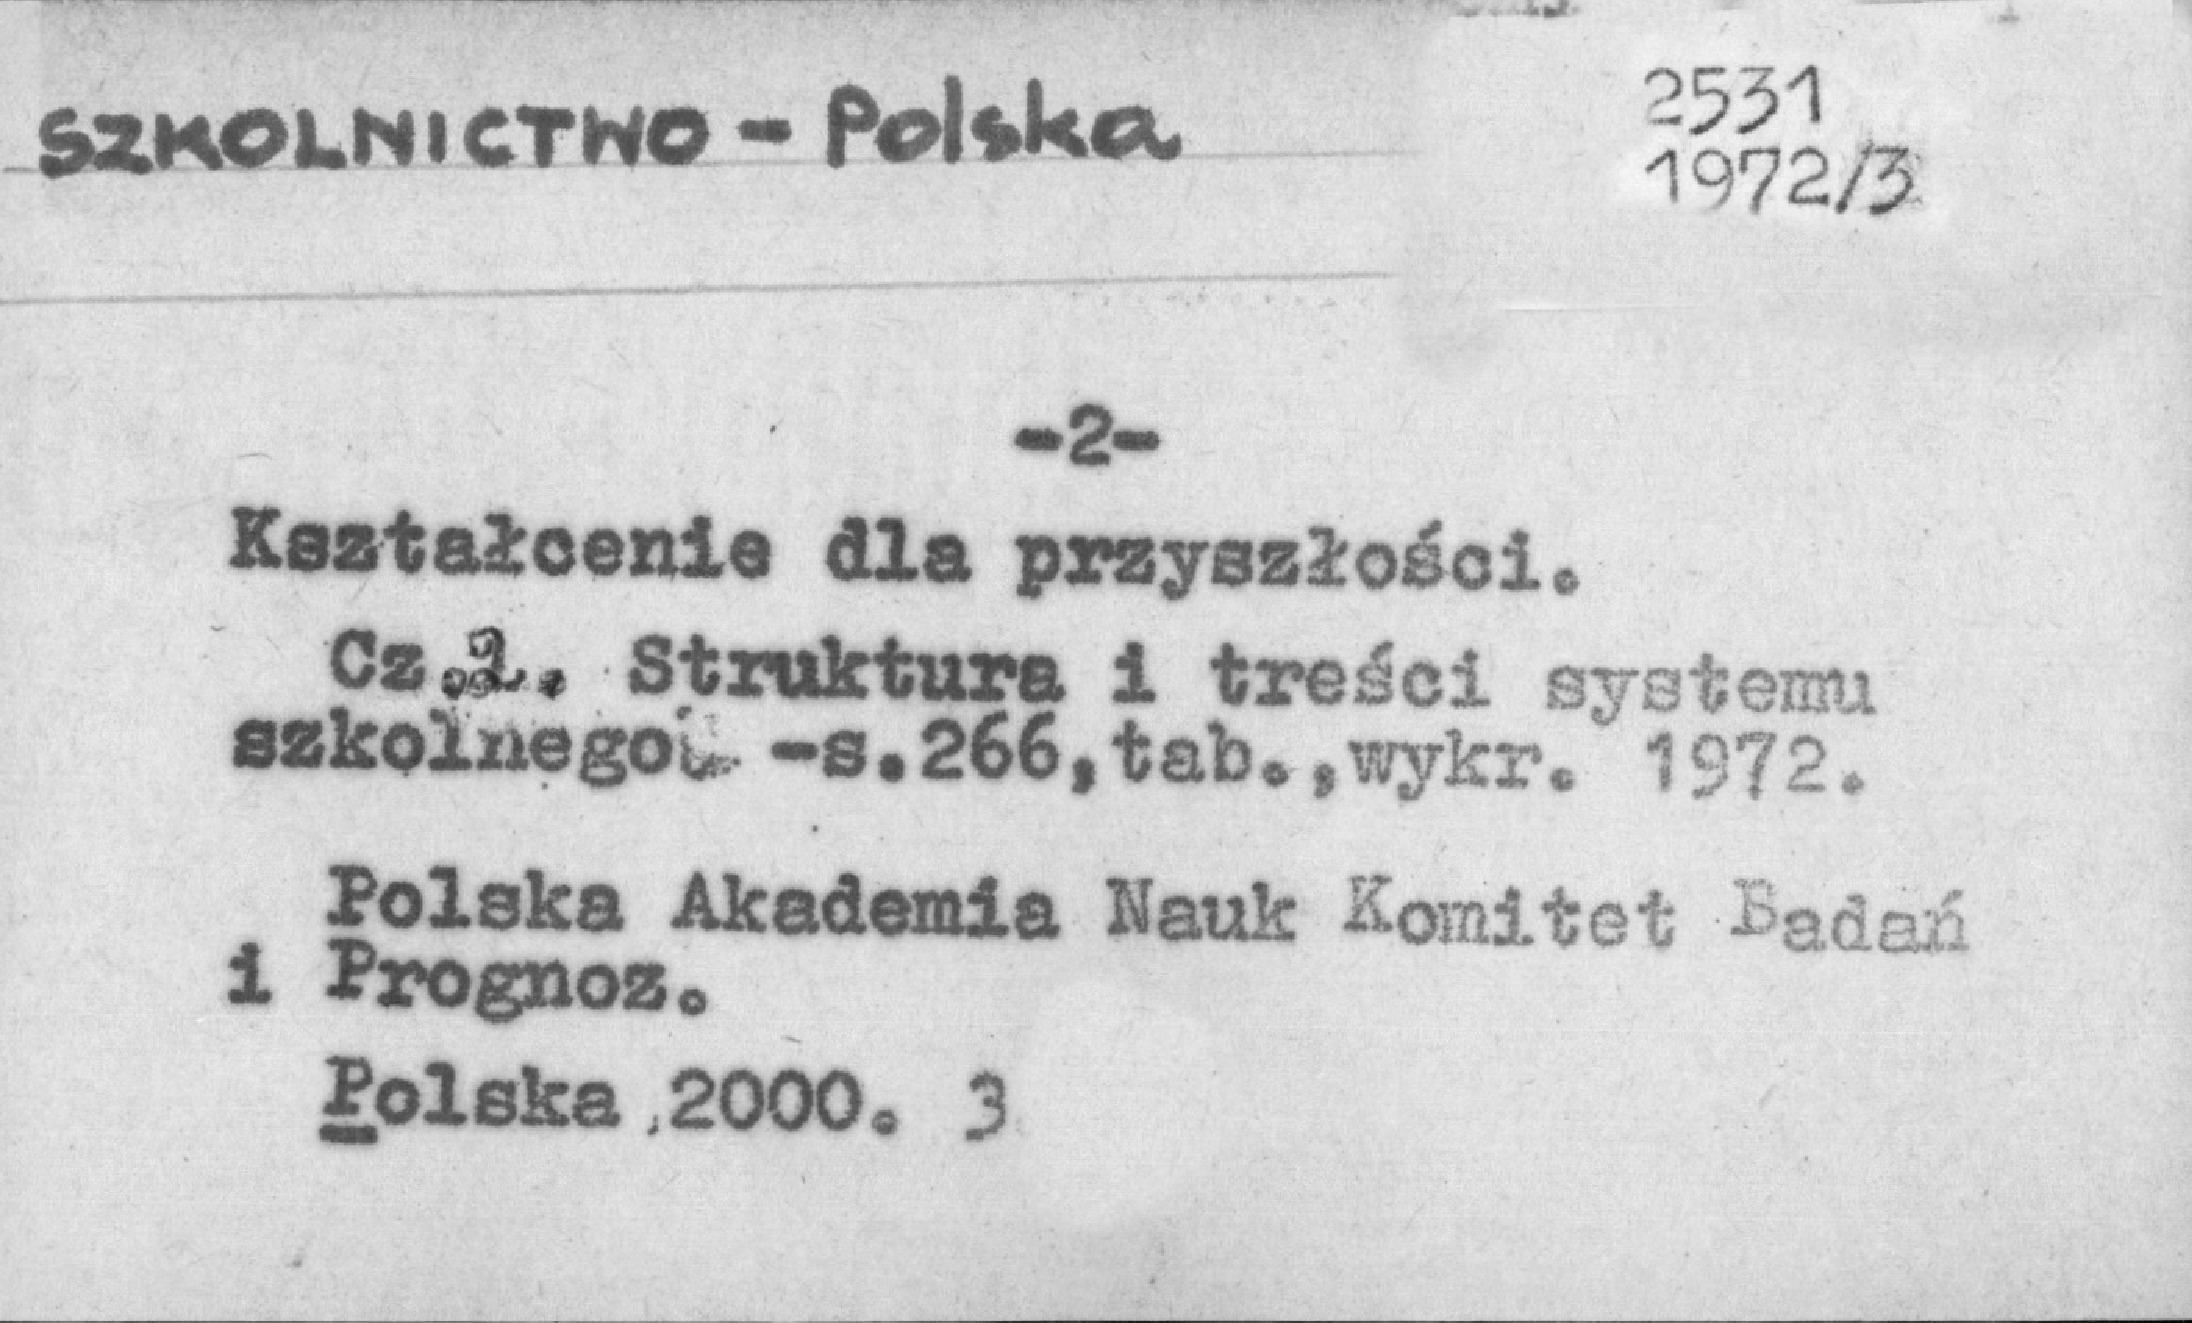 SZKOLNICTWO - Polska
2531
1972/3
-2-
Kształcenie dla przyszłości.
Cz.2. Struktura i treści systemu
szkolnego. -s.266,tab.,wykr. 1972.
Polska Akademia Nauk Komitet Badań
i Prognoz.
Polska 2000. 3